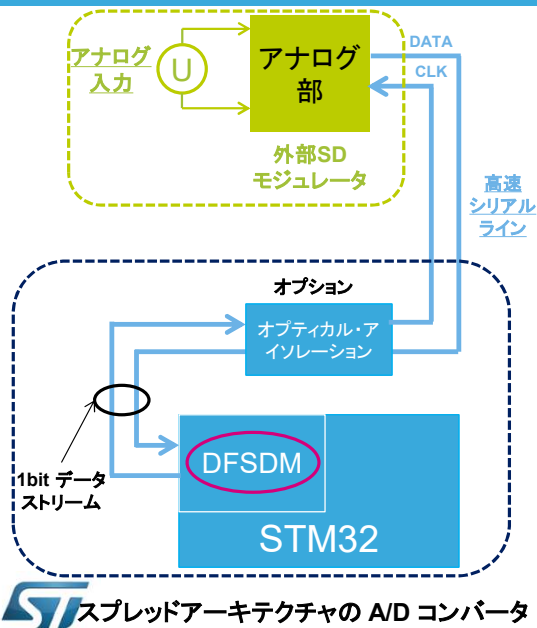 アナログ
入力
U
アナログ
部
DATA
CLK
外部SD
モジュレータ
高速
シリアル
ライン
オプション
オプティカル・ア
イソレーション
1bit データ
ストリーム
DFSDM
STM32
ST
スプレッドアーキテクチャの A/D コンバータ